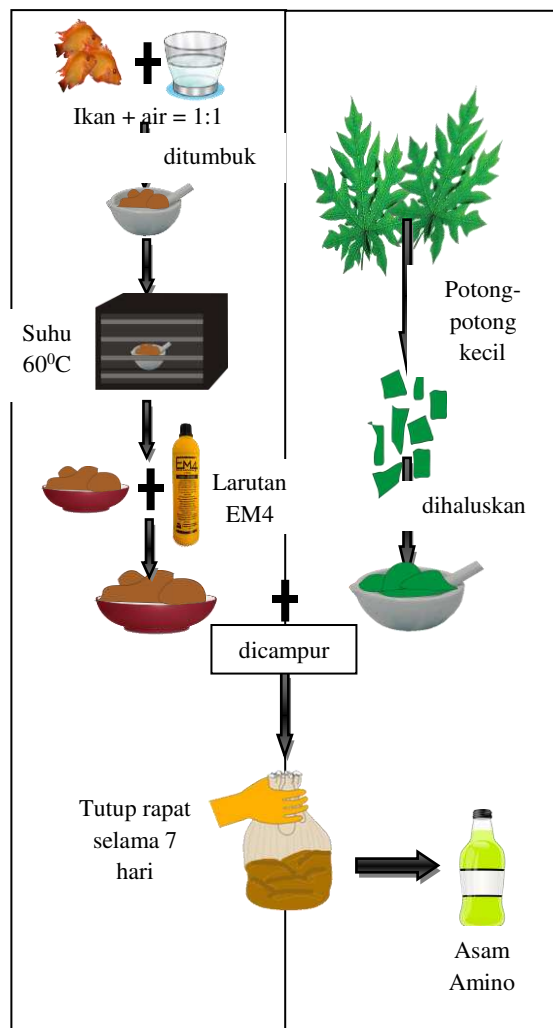 Ikan + air = 1:1
ditumbuk
Suhu
60⁰C
EM4
Larutan
EM4
Potong-
potong
kecil
dihaluskan
dicampur
Tutup rapat
selama 7
hari
Asam
Amino